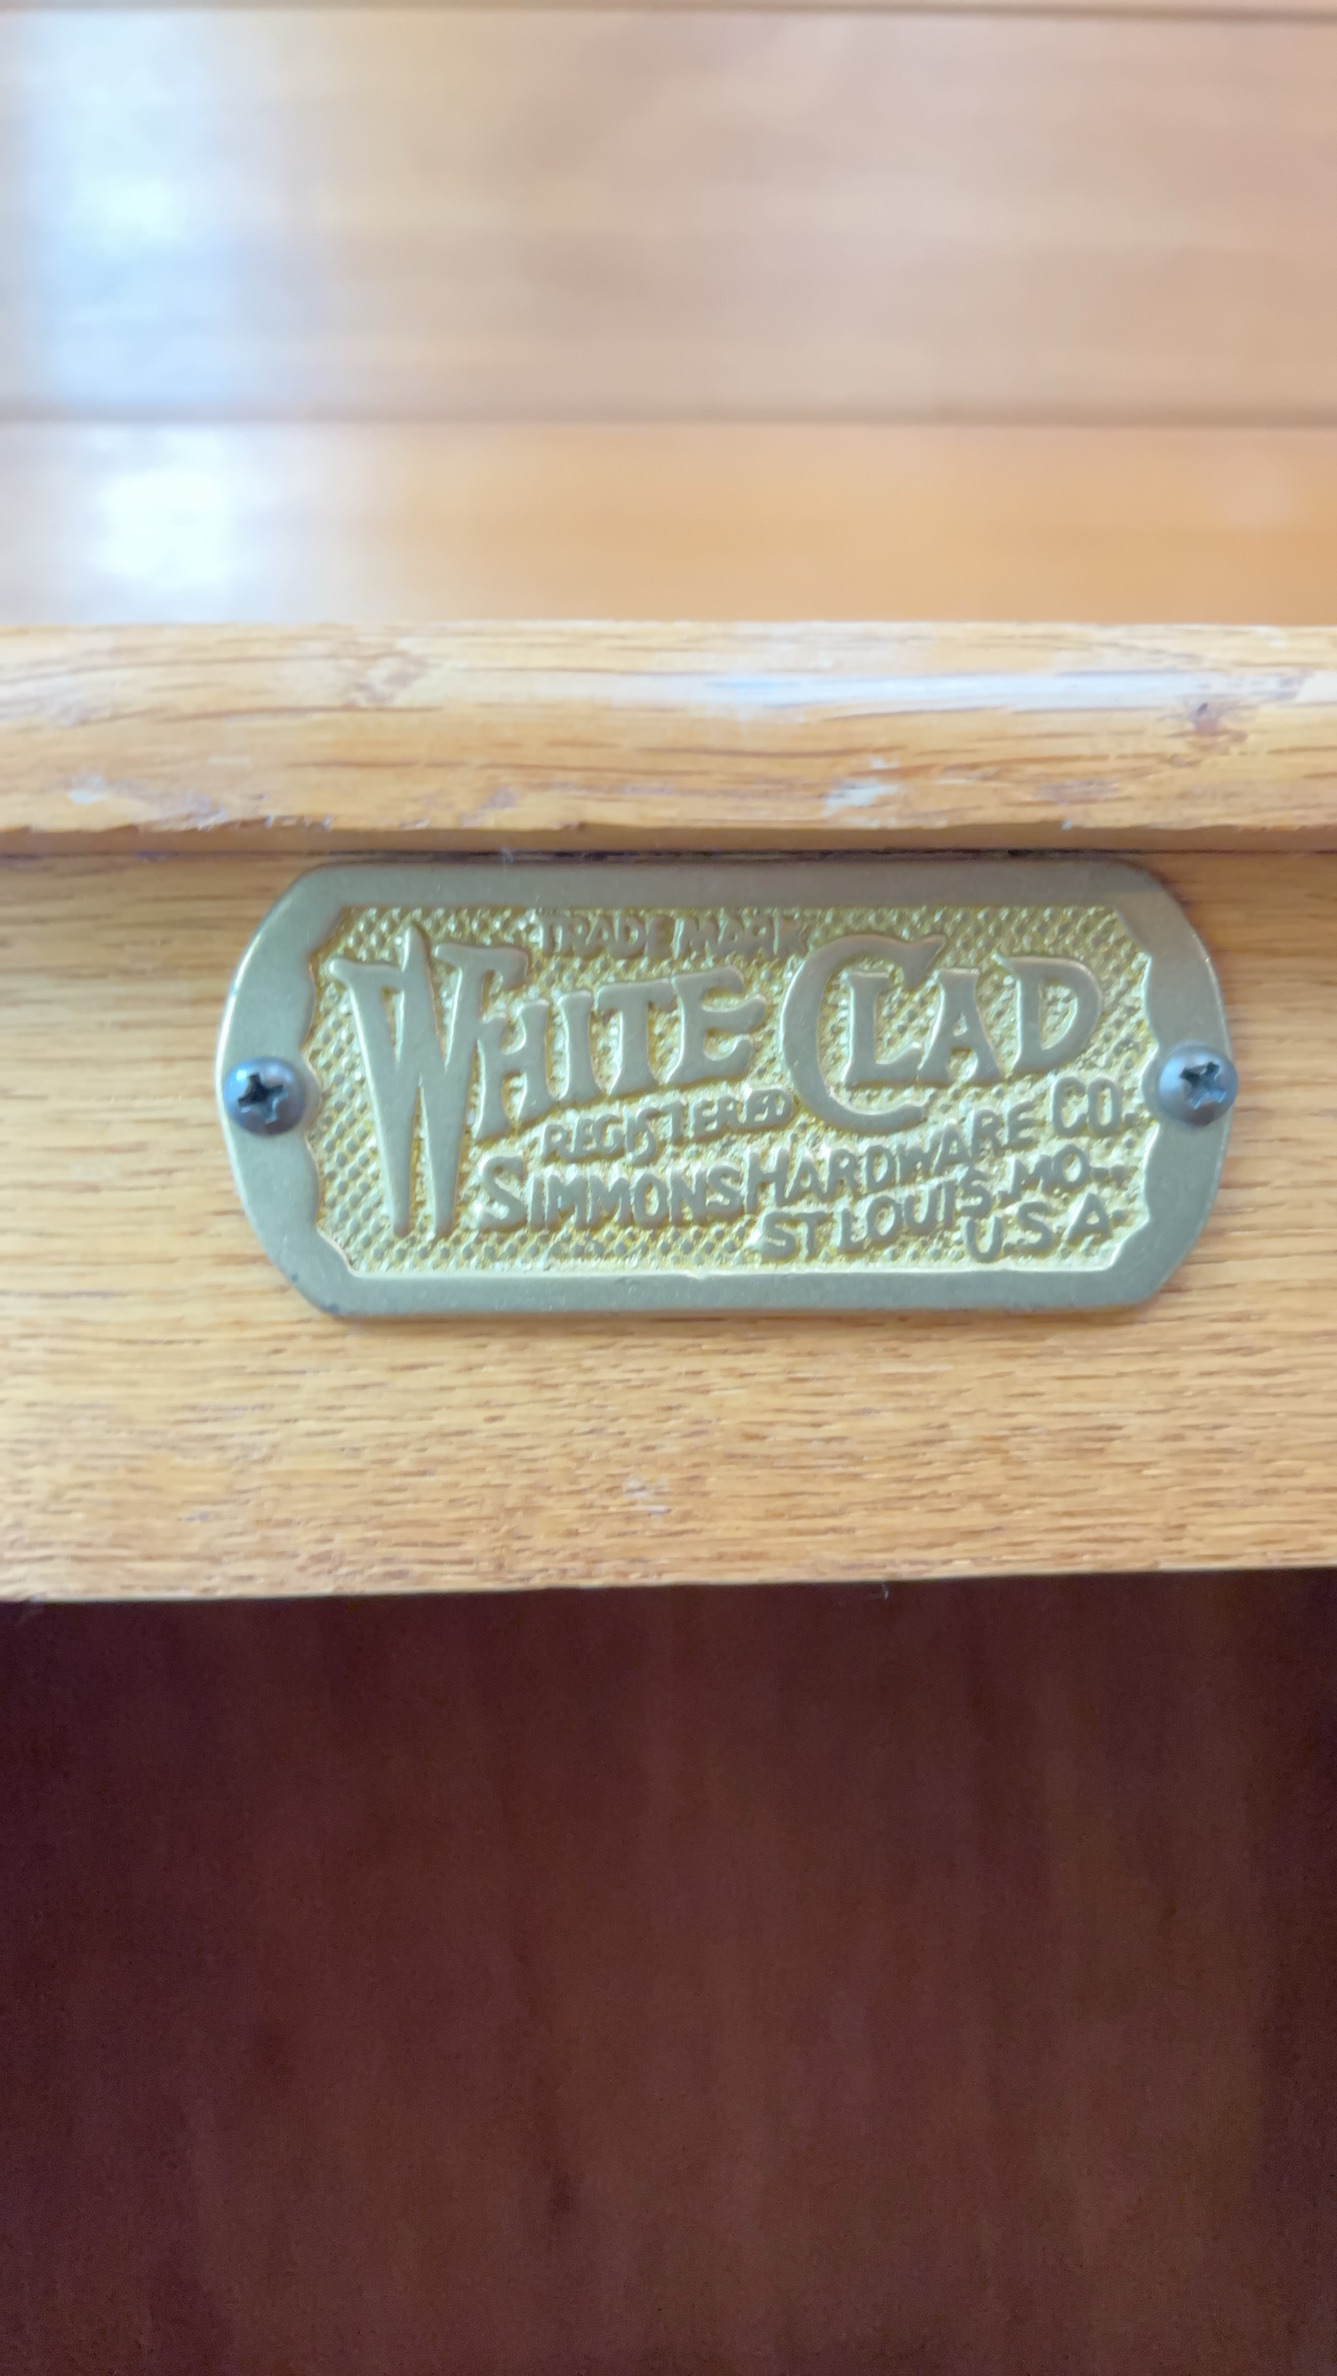 TRADE MARK
WHITE CLAD
REGISTERED
SIMMONS HARDWARE CO.
ST LOUIS, MO.,
U.S.A.